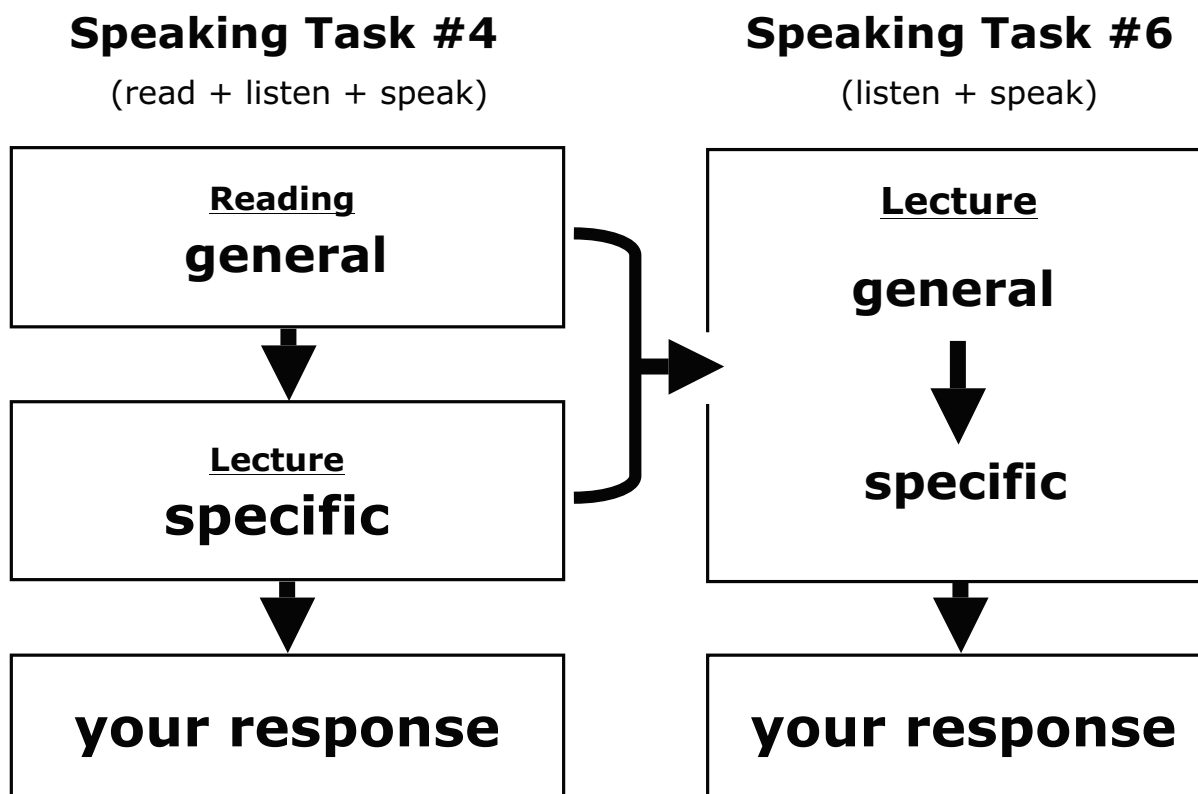 Speaking Task #4
(read + listen + speak)
Reading
general
Lecture
specific
your response
Speaking Task #6
(listen + speak)
Lecture
general
specific
your response